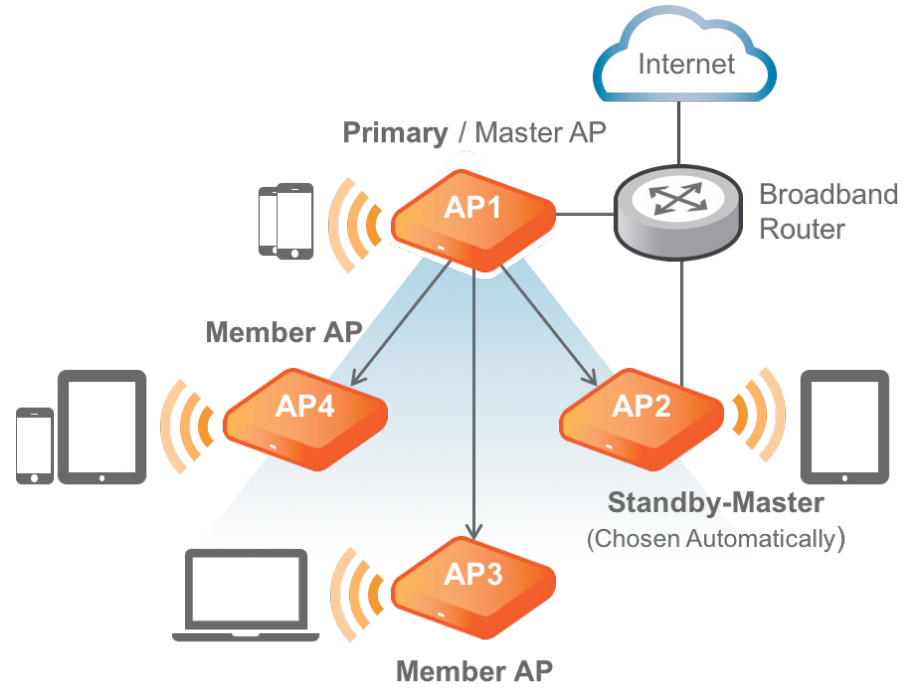 Internet
Primary / Master AP
AP1
Broadband
Router
Member AP
AP4
AP2
Standby-Master
(Chosen Automatically)
AP3
Member AP